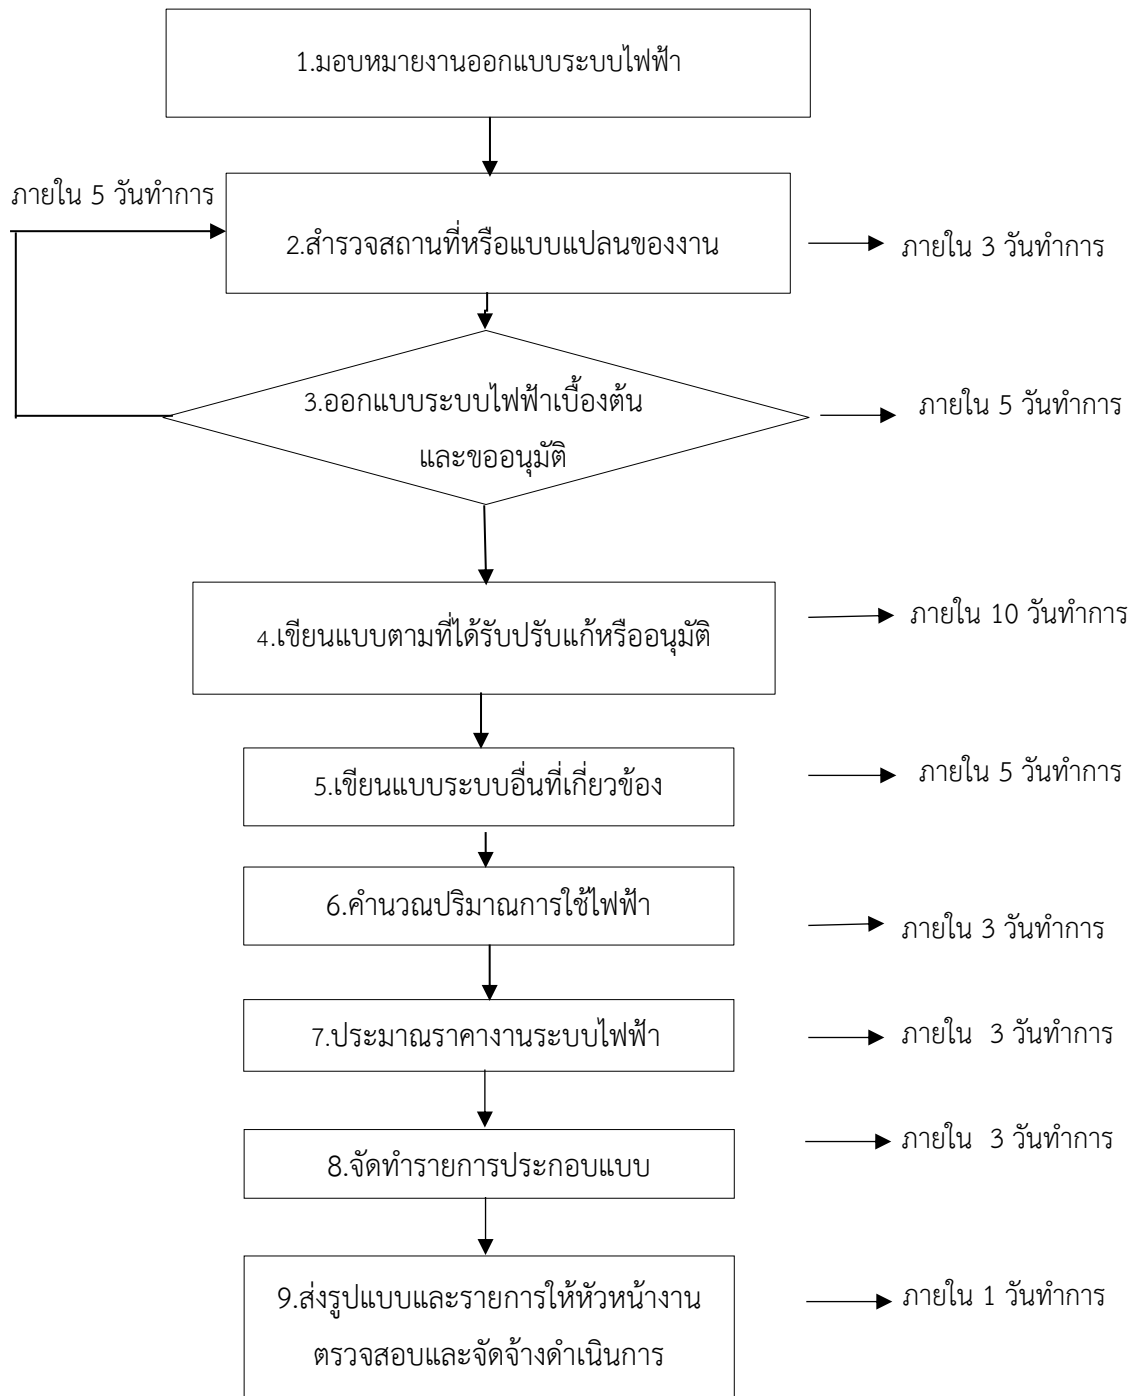 1.มอบหมายงานออกแบบระบบไฟฟ้า
ภายใน 5 วันทำการ
2.สำรวจสถานที่หรือแบบแปลนของงาน
ภายใน 3 วันทำการ
3.ออกแบบระบบไฟฟ้าเบื้องต้น
และขออนุมัติ
ภายใน 5 วันทำการ
4.เขียนแบบตามที่ได้รับปรับแก้หรืออนุมัติ
ภายใน 10 วันทำการ
5.เขียนแบบระบบอื่นที่เกี่ยวข้อง
ภายใน 5 วันทำการ
6.คำนวณปริมาณการใช้ไฟฟ้า
ภายใน 3 วันทำการ
7.ประมาณราคางานระบบไฟฟ้า
ภายใน  3 วันทำการ
8.จัดทำรายการประกอบแบบ
ภายใน  3 วันทำการ
9.ส่งรูปแบบและรายการให้หัวหน้างาน
ตรวจสอบและจัดจ้างดำเนินการ
ภายใน 1 วันทำการ